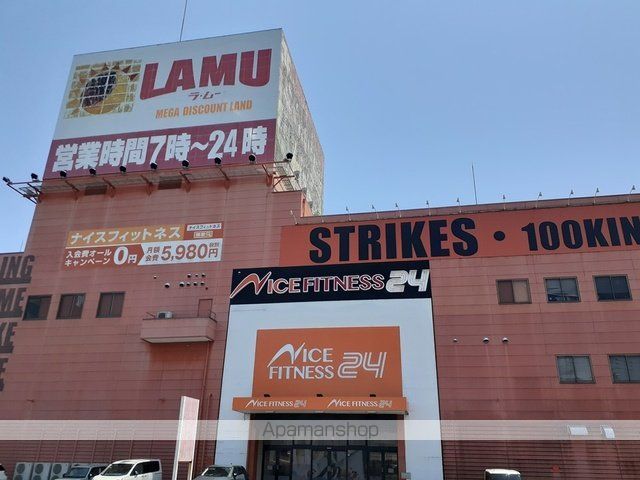 LAMU
ラ・ムー
MEGA DISCOUNT LAND
営業時間7時~24時
ナイスフィットネス
入会費オール
キャンペーン 0円
月額
会費 5,980円 税別
STRIKES・100KIN
NICE FITNESS 24
NICE
FITNESS 24
NICE FITNESS 24 NICE FITNESS 24
Apamanshop